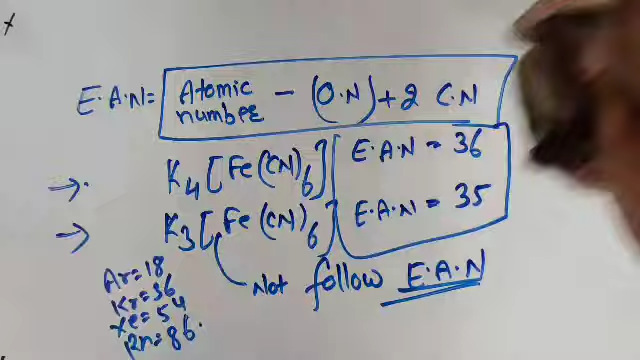 E.A.N = Atomic number - (O.N) + 2 C.N
→ K4[Fe(CN)6] E.A.N = 36
→ K3[Fe(CN)6] E.A.N = 35
Not follow E.A.N
Ar=18
Kr=36
Xe=54
Rn=86.